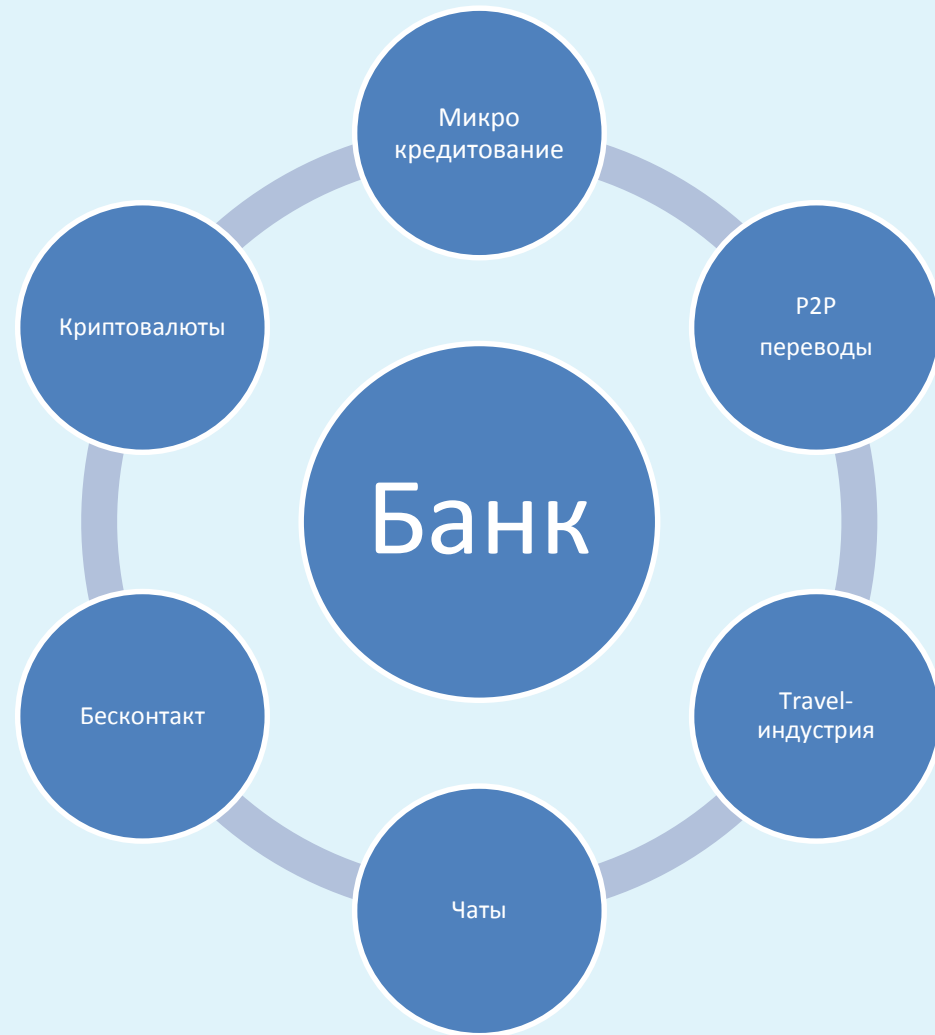 Микро
кредитование
P2P
переводы
Travel-
индустрия
Чаты
Бесконтакт
Криптовалюты
Банк